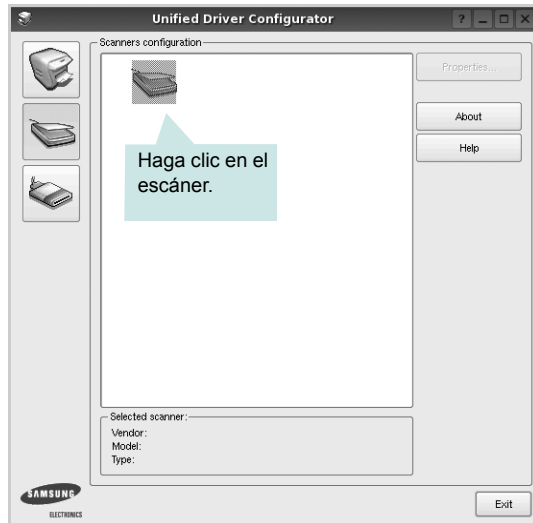 Unified Driver Configurator
Scanners configuration
Properties...
About
Help
Haga clic en el
escáner.
Selected scanner:
Vendor:
Model:
Type:
SAMSUNG
ELECTRONICS
Exit